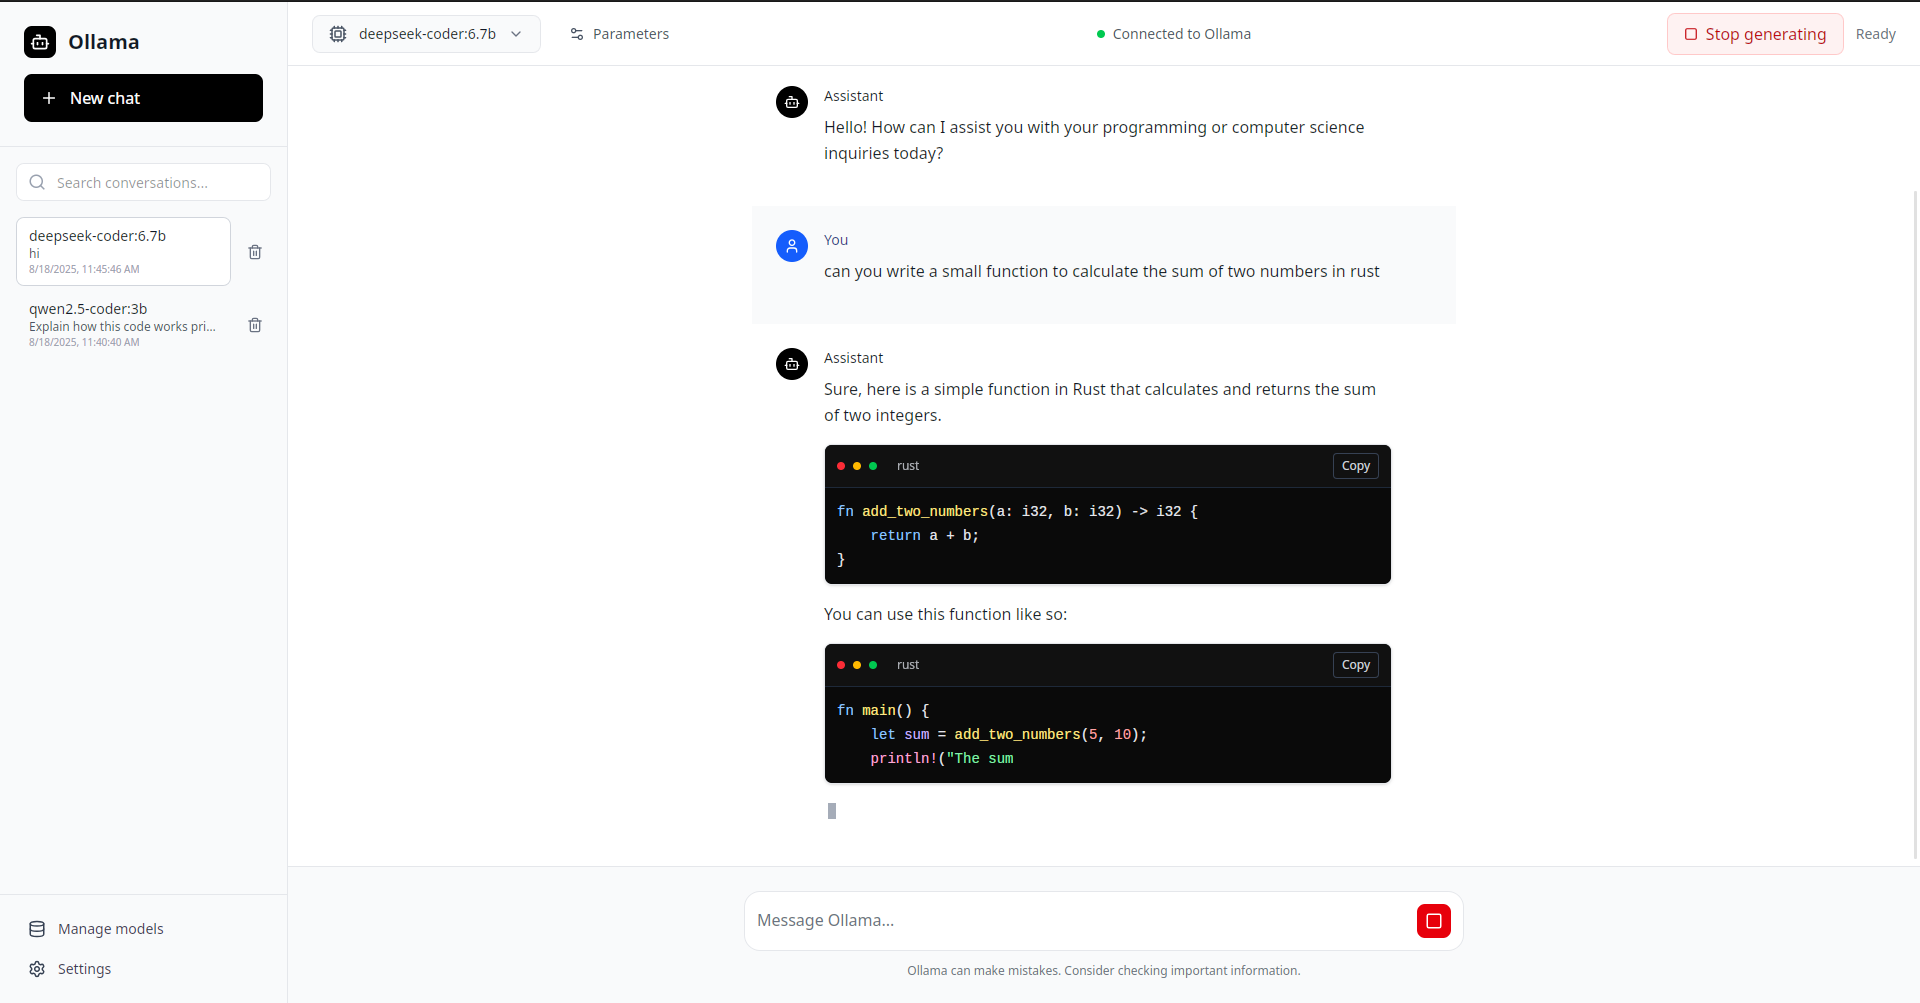 Ollama
New chat
Search conversations...
deepseek-coder:6.7b
hi
8/18/2025, 11:45:46 AM
qwen2.5-coder:3b
Explain how this code works pri...
8/18/2025, 11:40:40 AM
Manage models
Settings
deepseek-coder:6.7b
Parameters
Connected to Ollama
Stop generating
Ready
Assistant
Hello! How can I assist you with your programming or computer science
inquiries today?
You
can you write a small function to calculate the sum of two numbers in rust
Assistant
Sure, here is a simple function in Rust that calculates and returns the sum
of two integers.
rust
Copy
fn add_two_numbers(a: i32, b: i32) -> i32 {
    return a + b;
}
You can use this function like so:
rust
Copy
fn main() {
    let sum = add_two_numbers(5, 10);
    println!("The sum
Message Ollama...
Ollama can make mistakes. Consider checking important information.